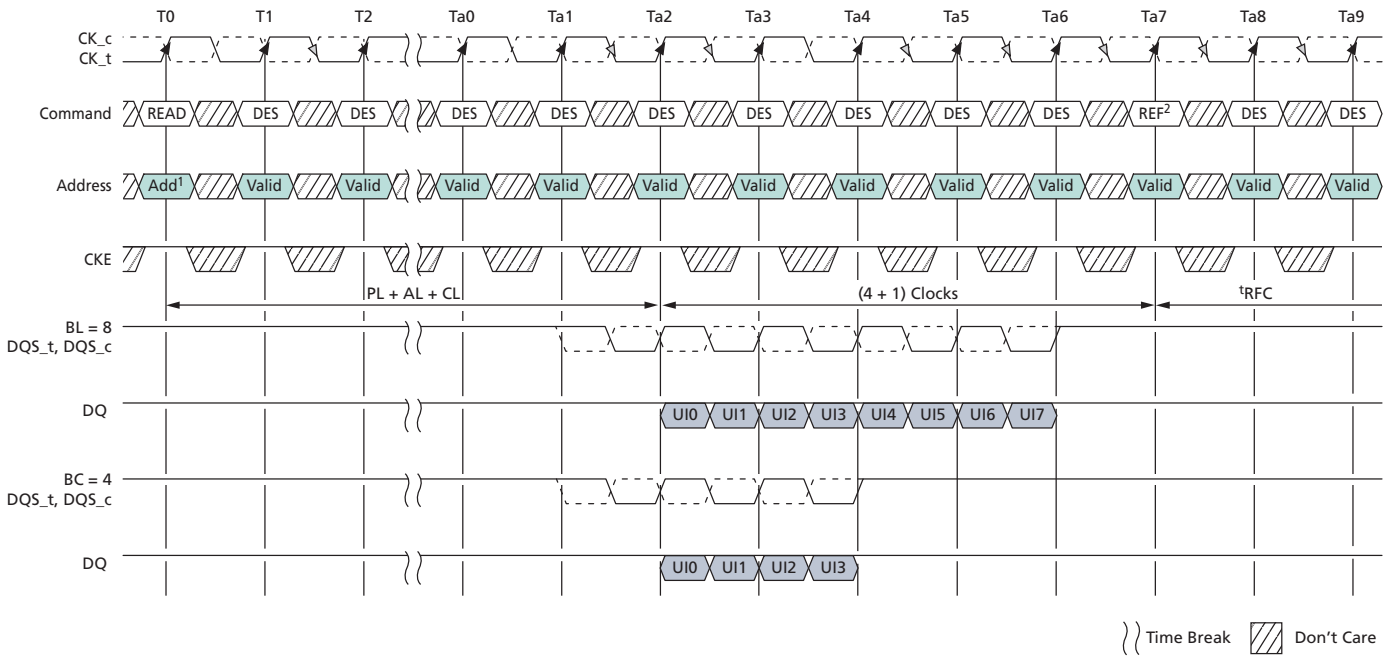 T0 T1 T2 Ta0 Ta1 Ta2 Ta3 Ta4 Ta5 Ta6 Ta7 Ta8 Ta9
CK_c
CK_t
Command READ DES DES DES DES DES DES DES DES DES REF² DES DES
Address Add¹ Valid Valid Valid Valid Valid Valid Valid Valid Valid Valid Valid Valid
CKE
PL + AL + CL (4 + 1) Clocks ᵗRFC
BL = 8
DQS_t, DQS_c
DQ UI0 UI1 UI2 UI3 UI4 UI5 UI6 UI7
BC = 4
DQS_t, DQS_c
DQ UI0 UI1 UI2 UI3
Time Break Don't Care